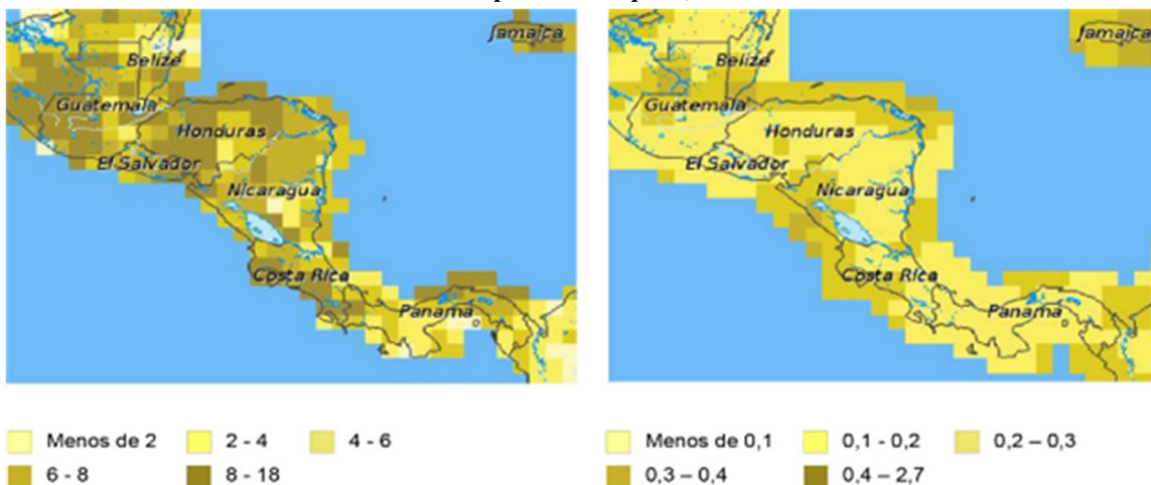 Jamaica
Belize
Guatemala
Honduras
El Salvador
Nicaragua
Costa Rica
Panama
Menos de 2 2 - 4 4 - 6
6 - 8 8 - 18
Jamaica
Belize
Guatemala
Honduras
El Salvador
Nicaragua
Costa Rica
Panama
Menos de 0,1 0,1 - 0,2 0,2 – 0,3
0,3 – 0,4 0,4 – 2,7